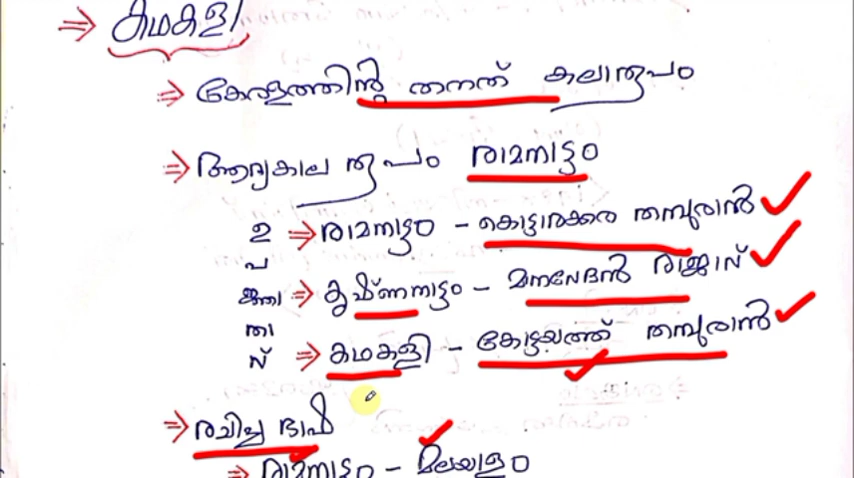 ⇒ കഥകളി
⇒ കേരളത്തിന്റെ തനത് കലാരൂപം
⇒ ആദ്യകാല രൂപം രാമനാട്ടം
ഉപജ്ഞാതാവ്
⇒ രാമനാട്ടം - കൊട്ടാരക്കര തമ്പുരാൻ
⇒ കൃഷ്ണനാട്ടം - മാനവേദൻ രാജാവ്
⇒ കഥകളി - കോട്ടയത്ത് തമ്പുരാൻ
⇒ രചിച്ച ഭാഷ
⇒ രാമനാട്ടം - മലയാളം